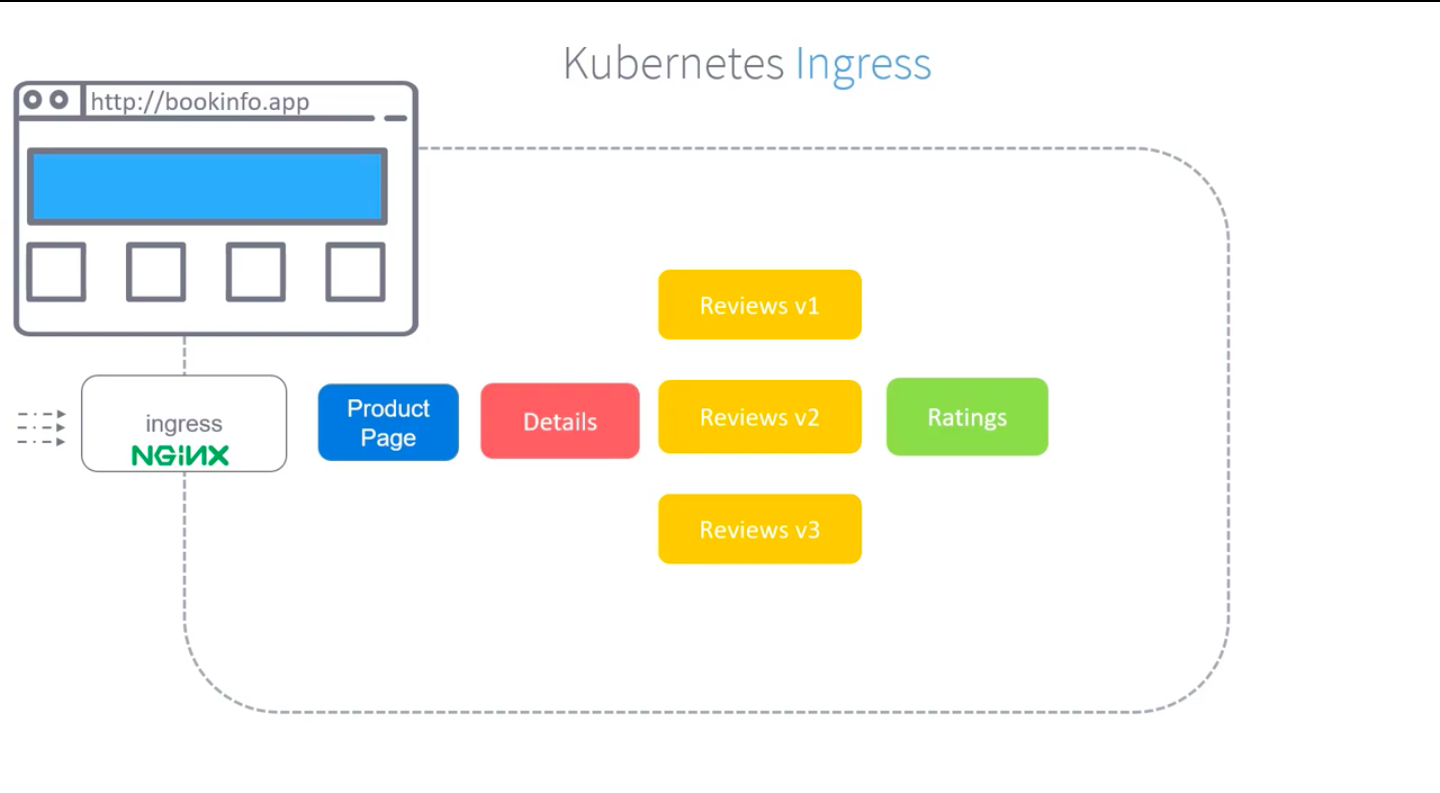 Kubernetes Ingress
http://bookinfo.app
Reviews v1
ingress
NGINX
Product
Page
Details
Reviews v2
Ratings
Reviews v3